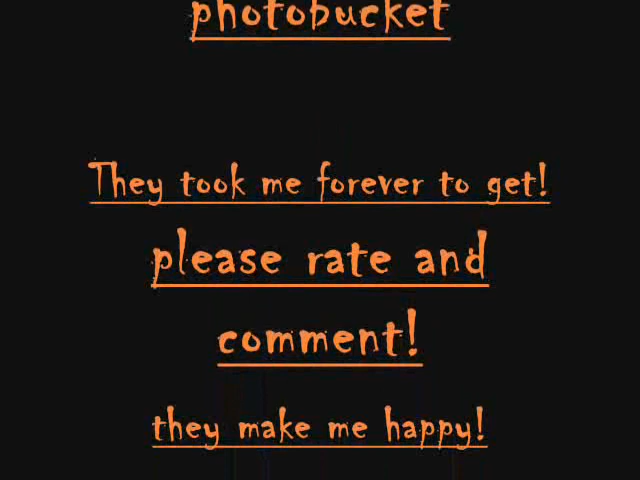 photobucket
They took me forever to get!
please rate and
comment!
they make me happy!